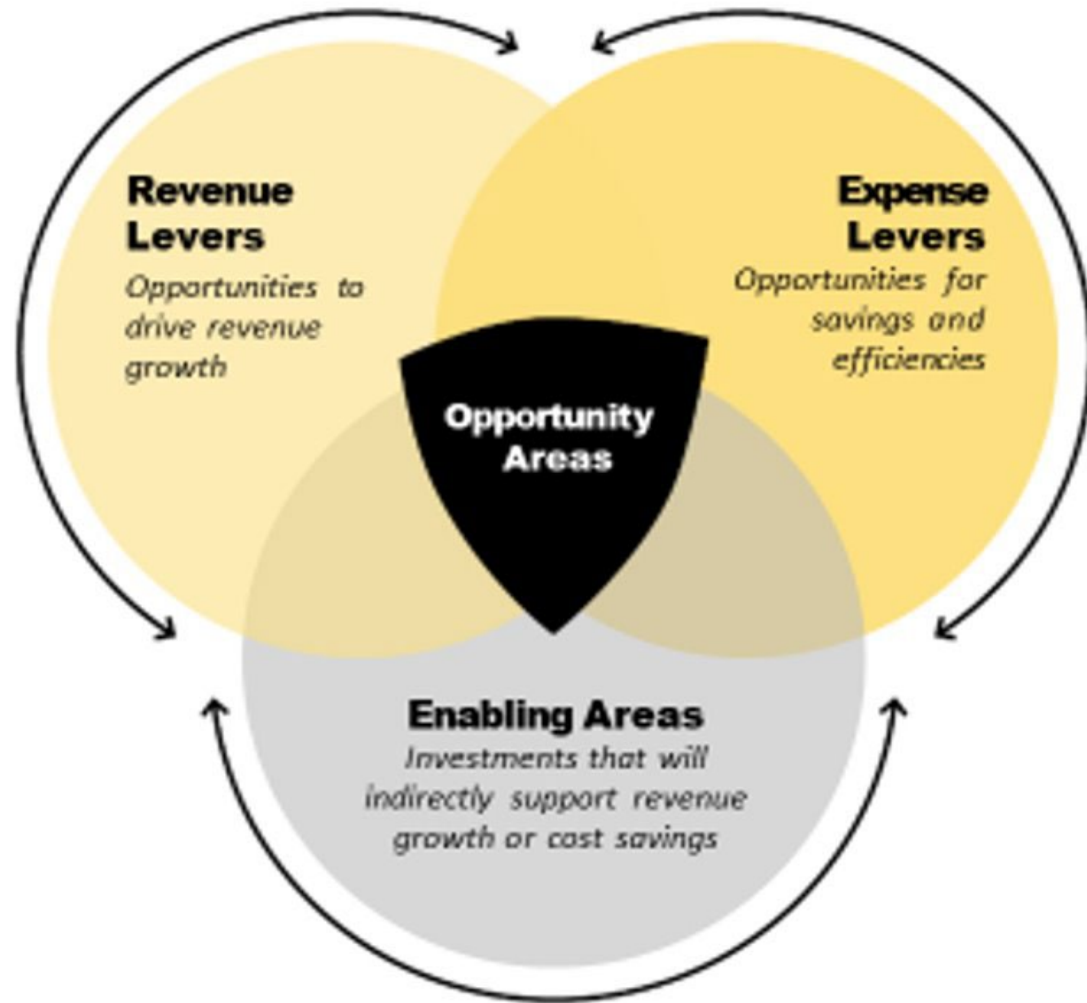 Revenue
Levers
Opportunities to
drive revenue
growth
Expense
Levers
Opportunities for
savings and
efficiencies
Opportunity
Areas
Enabling Areas
Investments that will
indirectly support revenue
growth or cost savings